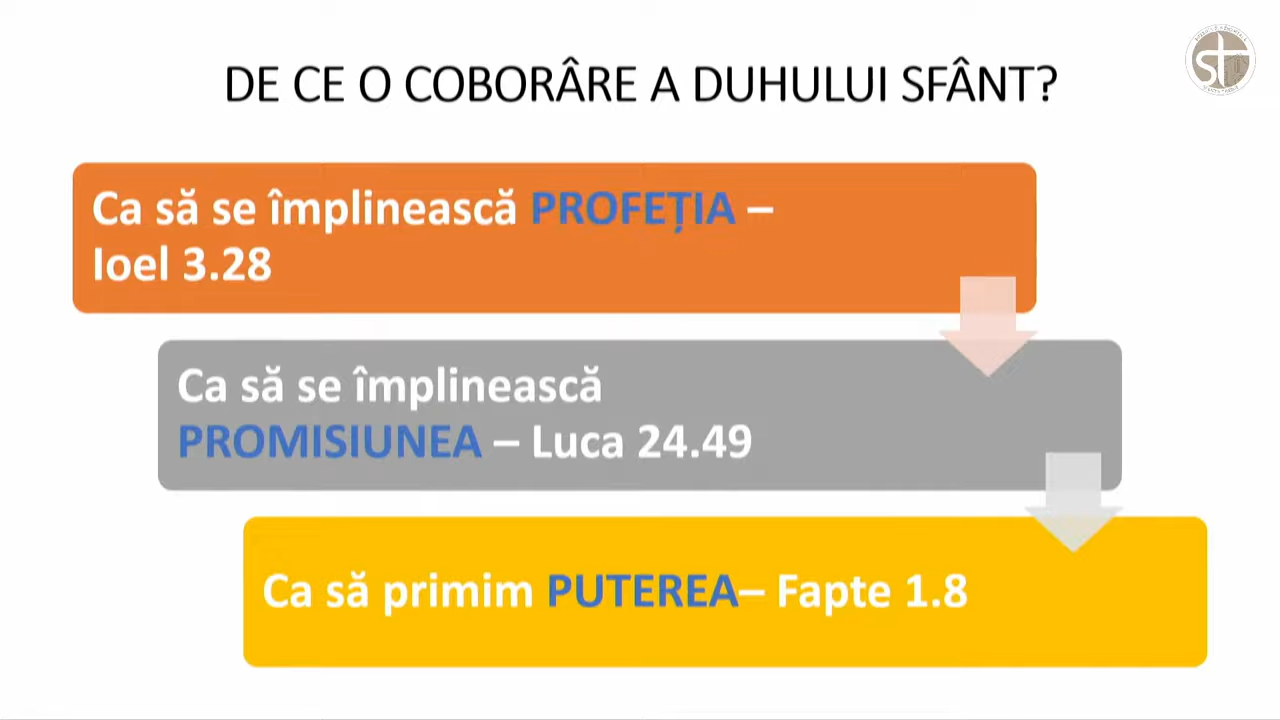 DE CE O COBORÂRE A DUHULUI SFÂNT?
Ca să se împlinească PROFEȚIA –
Ioel 3.28
Ca să se împlinească
PROMISIUNEA – Luca 24.49
Ca să primim PUTEREA– Fapte 1.8